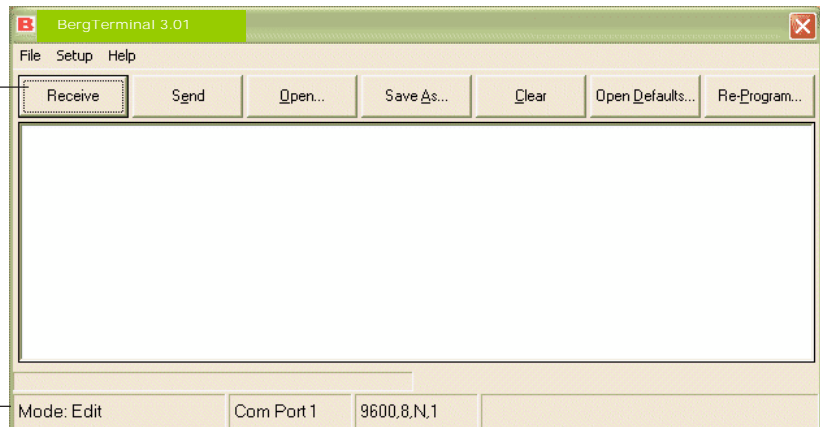 B BergTerminal 3.01
File Setup Help
Receive Send Open... Save As... Clear Open Defaults... Re-Program...
Mode: Edit Com Port 1 9600,8,N,1